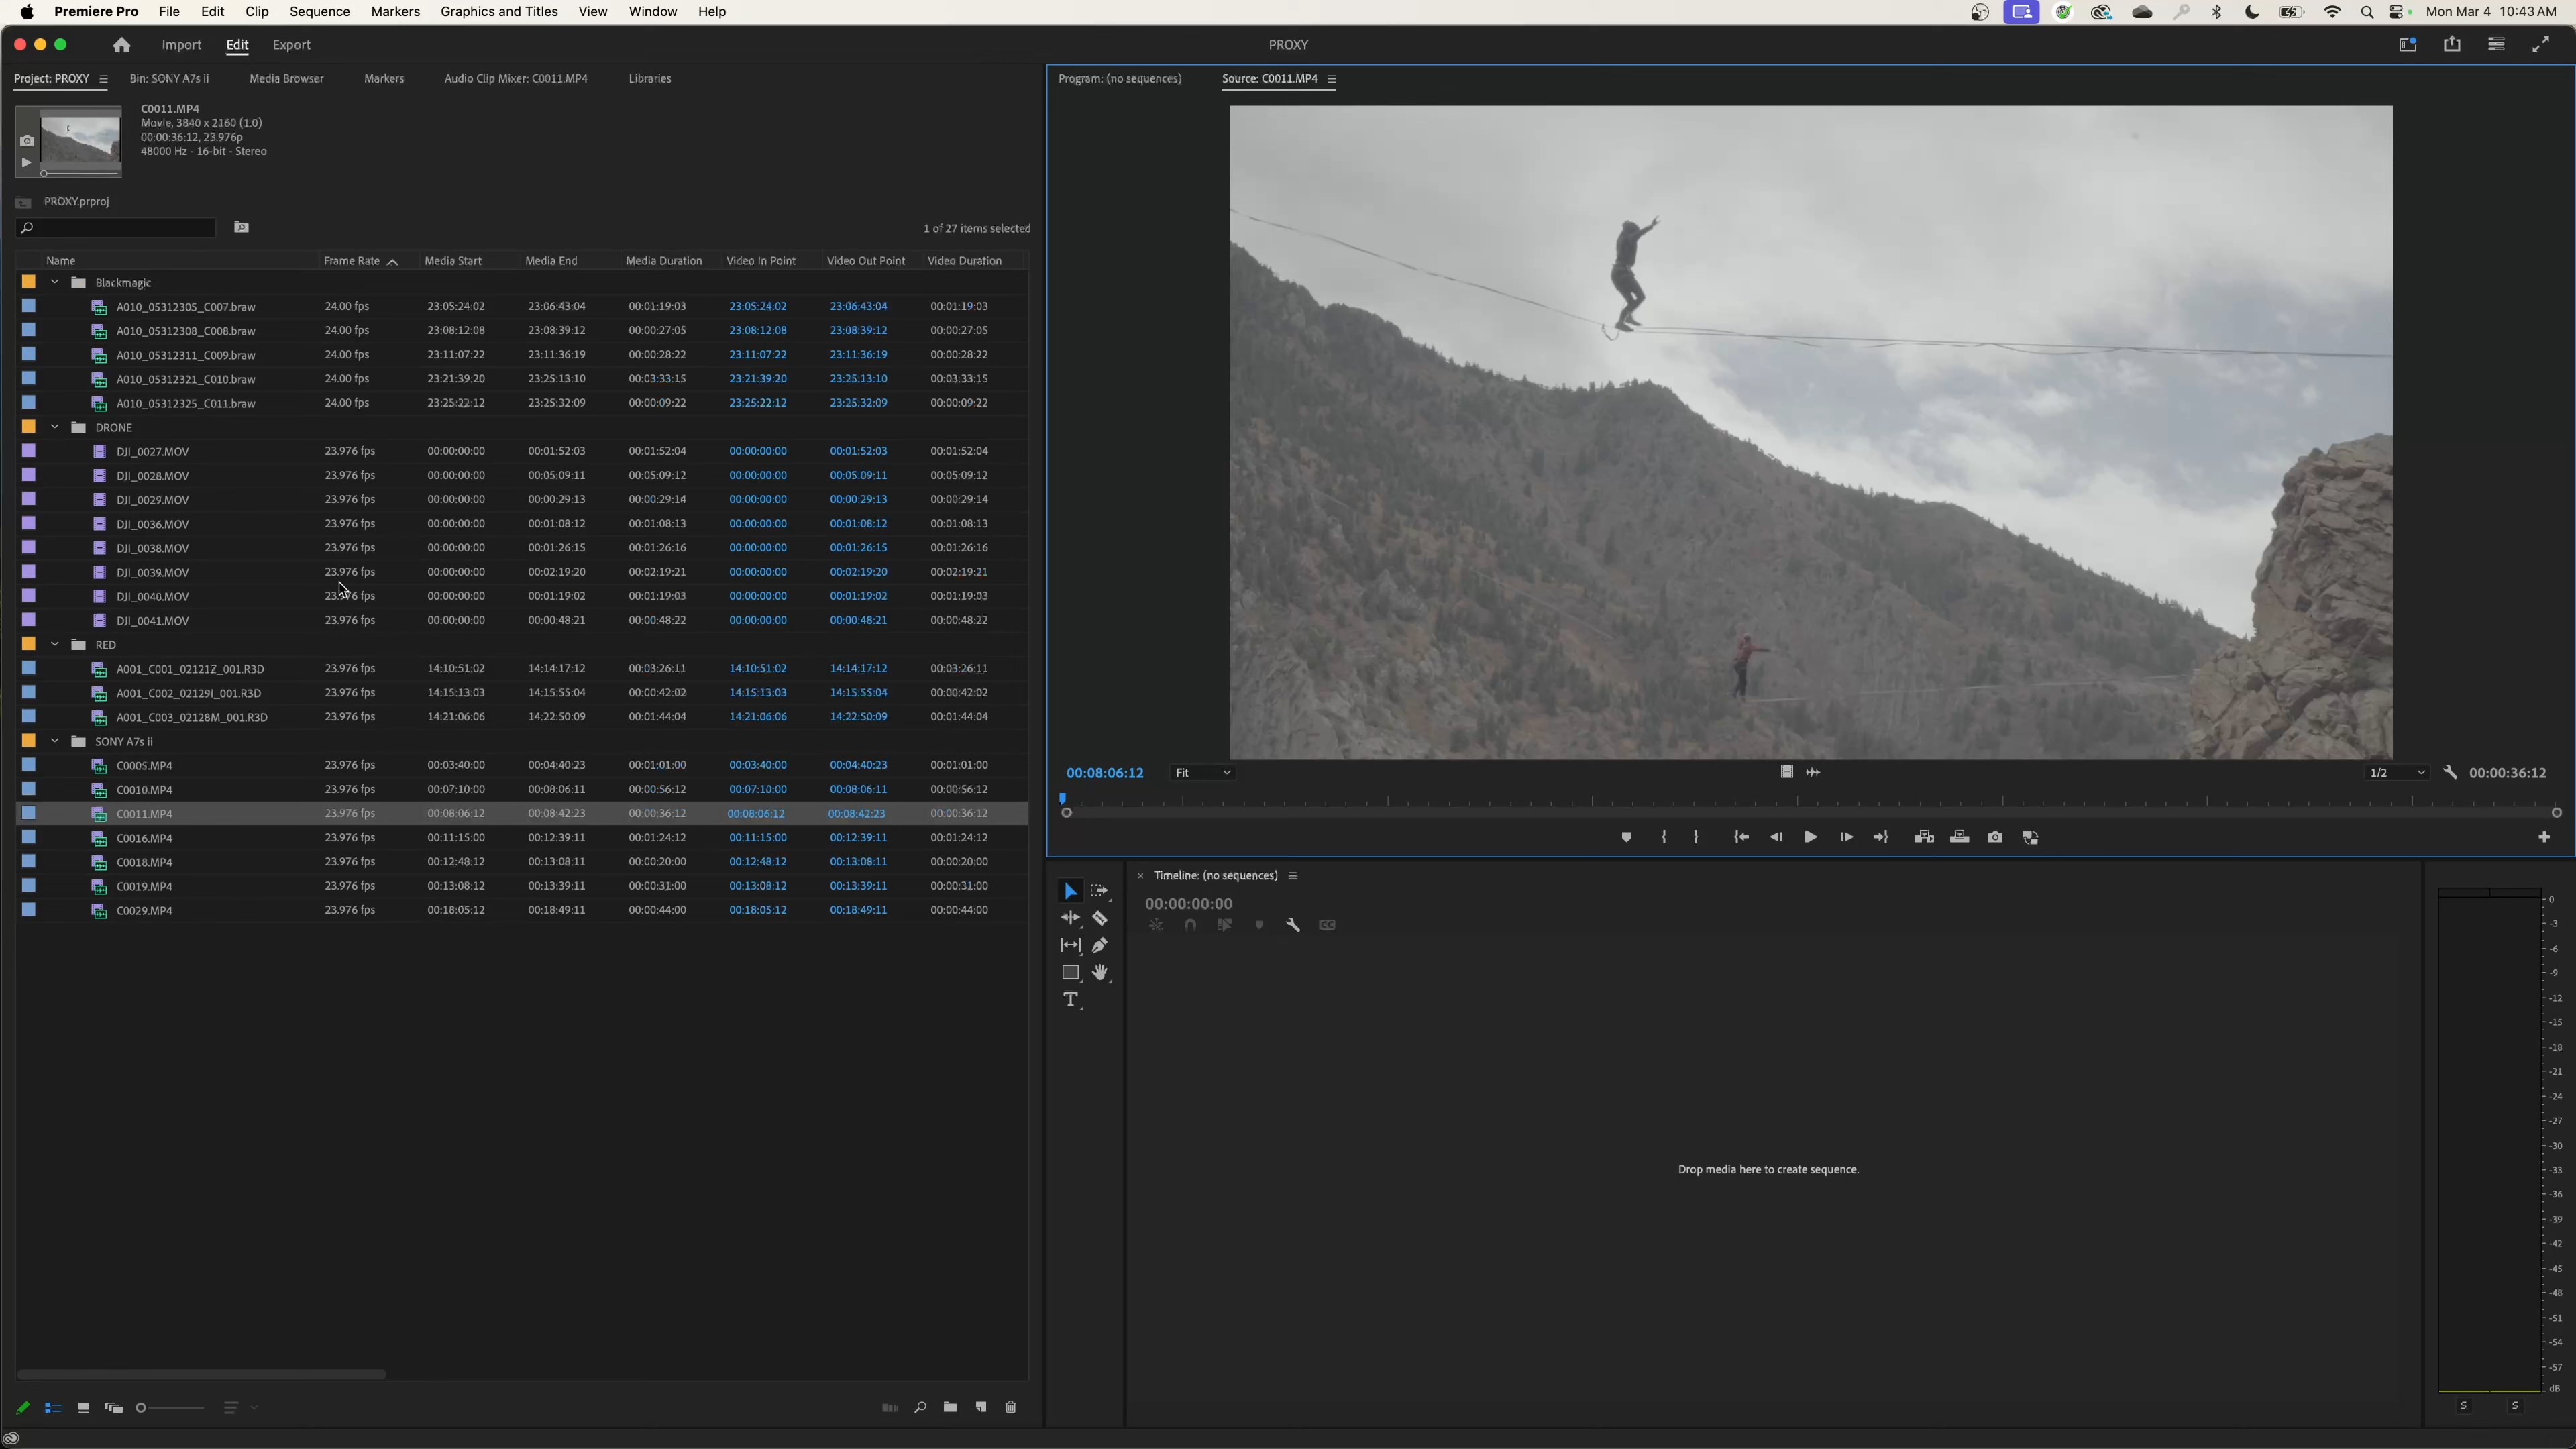 Premiere Pro File Edit Clip Sequence Markers Graphics and Titles View Window Help Mon Mar 4 10:43 AM
Import Edit Export PROXY
Project: PROXY Bin: SONY A7s ii Media Browser Markers Audio Clip Mixer: C0011.MP4 Libraries
Program: (no sequences) Source: C0011.MP4
C0011.MP4
Movie, 3840 x 2160 (1.0)
00:00:36:12, 23.976p
48000 Hz - 16-bit - Stereo
PROXY.prproj
1 of 27 items selected
Name Frame Rate Media Start Media End Media Duration Video In Point Video Out Point Video Duration
Blackmagic
A010_05312305_C007.braw 24.00 fps 23:05:24:02 23:06:43:04 00:01:19:03 23:05:24:02 23:06:43:04 00:01:19:03
A010_05312308_C008.braw 24.00 fps 23:08:12:08 23:08:39:12 00:00:27:05 23:08:12:08 23:08:39:12 00:00:27:05
A010_05312311_C009.braw 24.00 fps 23:11:07:22 23:11:36:19 00:00:28:22 23:11:07:22 23:11:36:19 00:00:28:22
A010_05312321_C010.braw 24.00 fps 23:21:39:20 23:25:13:10 00:03:33:15 23:21:39:20 23:25:13:10 00:03:33:15
A010_05312325_C011.braw 24.00 fps 23:25:22:12 23:25:32:09 00:00:09:22 23:25:22:12 23:25:32:09 00:00:09:22
DRONE
DJI_0027.MOV 23.976 fps 00:00:00:00 00:01:52:03 00:01:52:04 00:00:00:00 00:01:52:03 00:01:52:04
DJI_0028.MOV 23.976 fps 00:00:00:00 00:05:09:11 00:05:09:12 00:00:00:00 00:05:09:11 00:05:09:12
DJI_0029.MOV 23.976 fps 00:00:00:00 00:00:29:13 00:00:29:14 00:00:00:00 00:00:29:13 00:00:29:14
DJI_0036.MOV 23.976 fps 00:00:00:00 00:01:08:12 00:01:08:13 00:00:00:00 00:01:08:12 00:01:08:13
DJI_0038.MOV 23.976 fps 00:00:00:00 00:01:26:15 00:01:26:16 00:00:00:00 00:01:26:15 00:01:26:16
DJI_0039.MOV 23.976 fps 00:00:00:00 00:02:19:20 00:02:19:21 00:00:00:00 00:02:19:20 00:02:19:21
DJI_0040.MOV 23.976 fps 00:00:00:00 00:01:19:02 00:01:19:03 00:00:00:00 00:01:19:02 00:01:19:03
DJI_0041.MOV 23.976 fps 00:00:00:00 00:00:48:21 00:00:48:22 00:00:00:00 00:00:48:21 00:00:48:22
RED
A001_C001_02121Z_001.R3D 23.976 fps 14:10:51:02 14:14:17:12 00:03:26:11 14:10:51:02 14:14:17:12 00:03:26:11
A001_C002_02129I_001.R3D 23.976 fps 14:15:13:03 14:15:55:04 00:00:42:02 14:15:13:03 14:15:55:04 00:00:42:02
A001_C003_02128M_001.R3D 23.976 fps 14:21:06:06 14:22:50:09 00:01:44:04 14:21:06:06 14:22:50:09 00:01:44:04
SONY A7s ii
C0005.MP4 23.976 fps 00:03:40:00 00:04:40:23 00:01:01:00 00:03:40:00 00:04:40:23 00:01:01:00
C0010.MP4 23.976 fps 00:07:10:00 00:08:06:11 00:00:56:12 00:07:10:00 00:08:06:11 00:00:56:12
C0011.MP4 23.976 fps 00:08:06:12 00:08:42:23 00:00:36:12 00:08:06:12 00:08:42:23 00:00:36:12
C0016.MP4 23.976 fps 00:11:15:00 00:12:39:11 00:01:24:12 00:11:15:00 00:12:39:11 00:01:24:12
C0018.MP4 23.976 fps 00:12:48:12 00:13:08:11 00:00:20:00 00:12:48:12 00:13:08:11 00:00:20:00
C0019.MP4 23.976 fps 00:13:08:12 00:13:39:11 00:00:31:00 00:13:08:12 00:13:39:11 00:00:31:00
C0029.MP4 23.976 fps 00:18:05:12 00:18:49:11 00:00:44:00 00:18:05:12 00:18:49:11 00:00:44:00
00:08:06:12 Fit 1/2 00:00:36:12
Timeline: (no sequences)
00:00:00:00
CC
T
Drop media here to create sequence.
0
-3
-6
-9
-12
-15
-18
-21
-24
-27
-30
-33
-36
-39
-42
-45
-48
-51
-54
-57
dB
S S